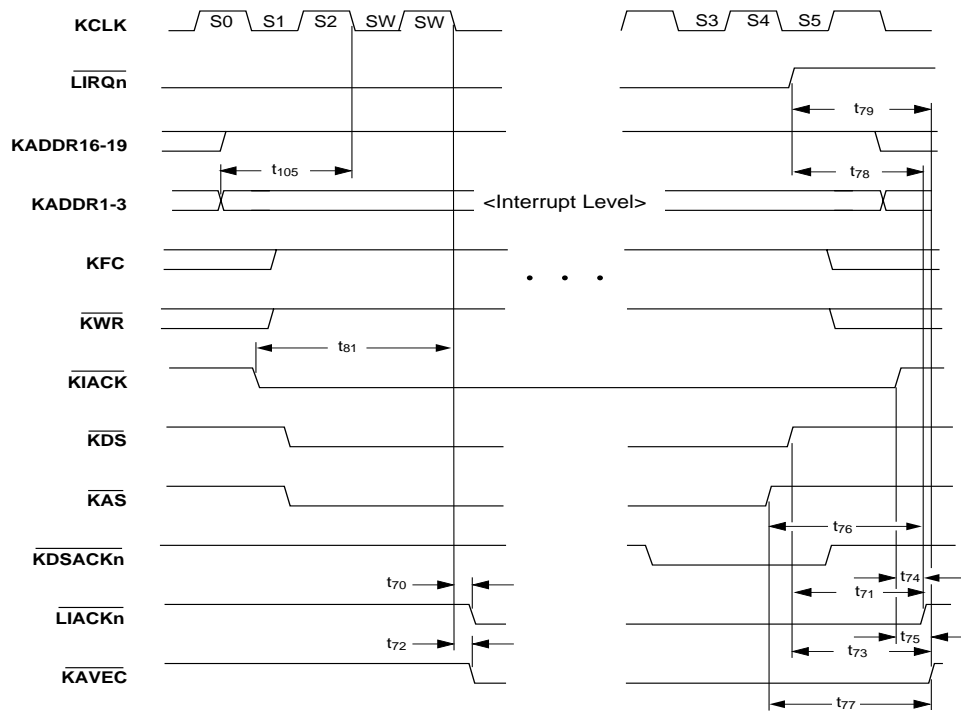 KCLK S0 S1 S2 SW SW S3 S4 S5
LIRQn
t79
KADDR16-19
t105
t78
KADDR1-3 <Interrupt Level>
KFC
. . .
KWR
t81
KIACK
KDS
KAS
t76
KDSACKn
t70
t74
t71
LIACKn
t72
t75
t73
KAVEC
t77